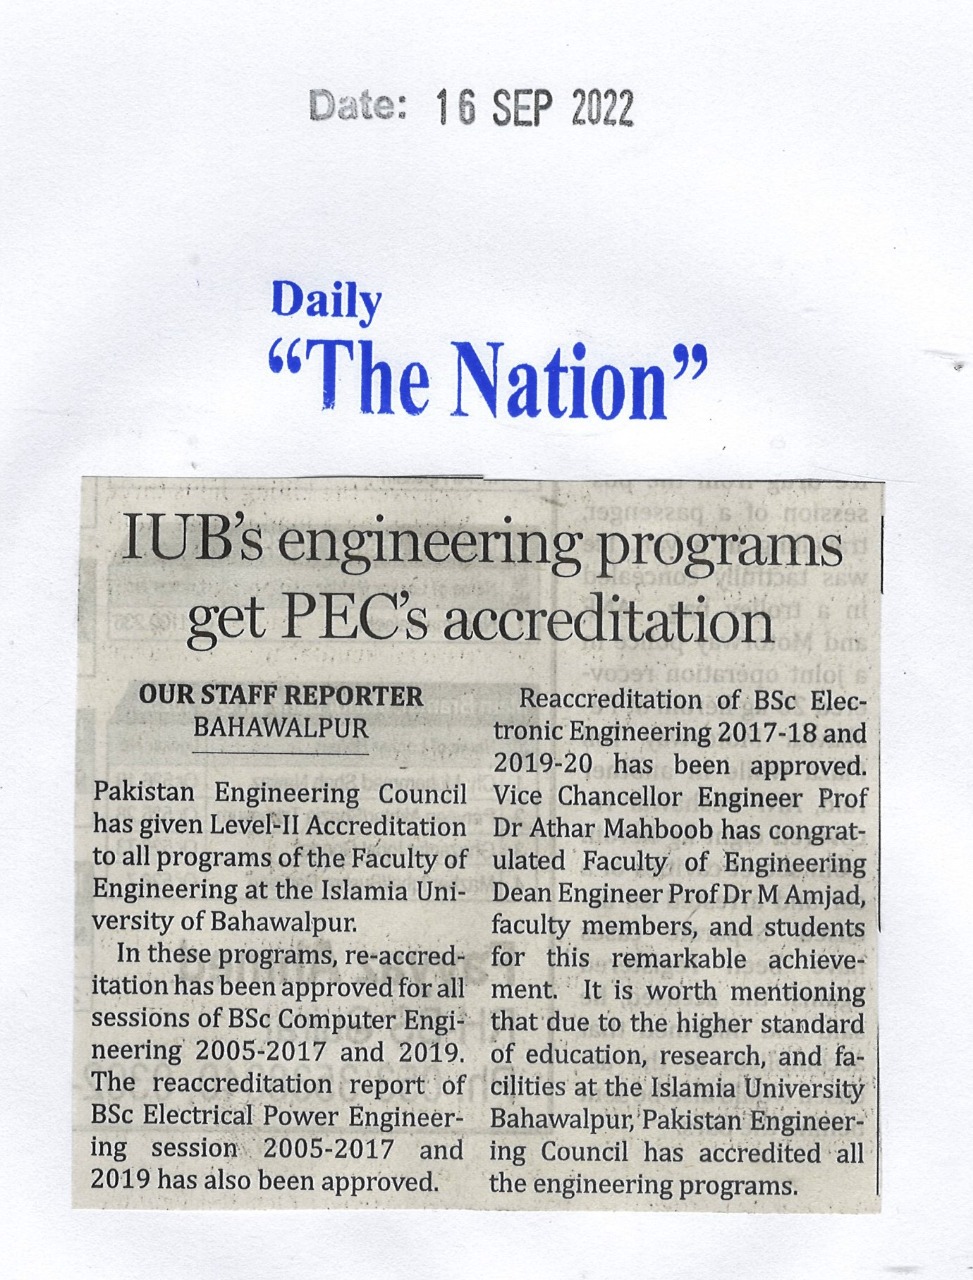 Date: 16 SEP 2022
Daily
“The Nation”
IUB’s engineering programs
get PEC’s accreditation
OUR STAFF REPORTER
BAHAWALPUR
Pakistan Engineering Council
has given Level-II Accreditation
to all programs of the Faculty of
Engineering at the Islamia Uni-
versity of Bahawalpur.
In these programs, re-accred-
itation has been approved for all
sessions of BSc Computer Engi-
neering 2005-2017 and 2019.
The reaccreditation report of
BSc Electrical Power Engineer-
ing session 2005-2017 and
2019 has also been approved.
Reaccreditation of BSc Elec-
tronic Engineering 2017-18 and
2019-20 has been approved.
Vice Chancellor Engineer Prof
Dr Athar Mahboob has congrat-
ulated Faculty of Engineering
Dean Engineer Prof Dr M Amjad,
faculty members, and students
for this remarkable achieve-
ment. It is worth mentioning
that due to the higher standard
of education, research, and fa-
cilities at the Islamia University
Bahawalpur, Pakistan Engineer-
ing Council has accredited all
the engineering programs.